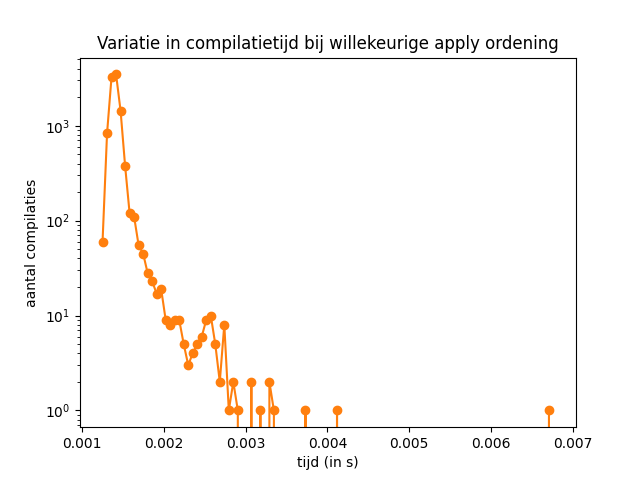 Variatie in compilatietijd bij willekeurige apply ordening
aantal compilaties
10³
10²
10¹
10⁰
0.001 0.002 0.003 0.004 0.005 0.006 0.007
tijd (in s)